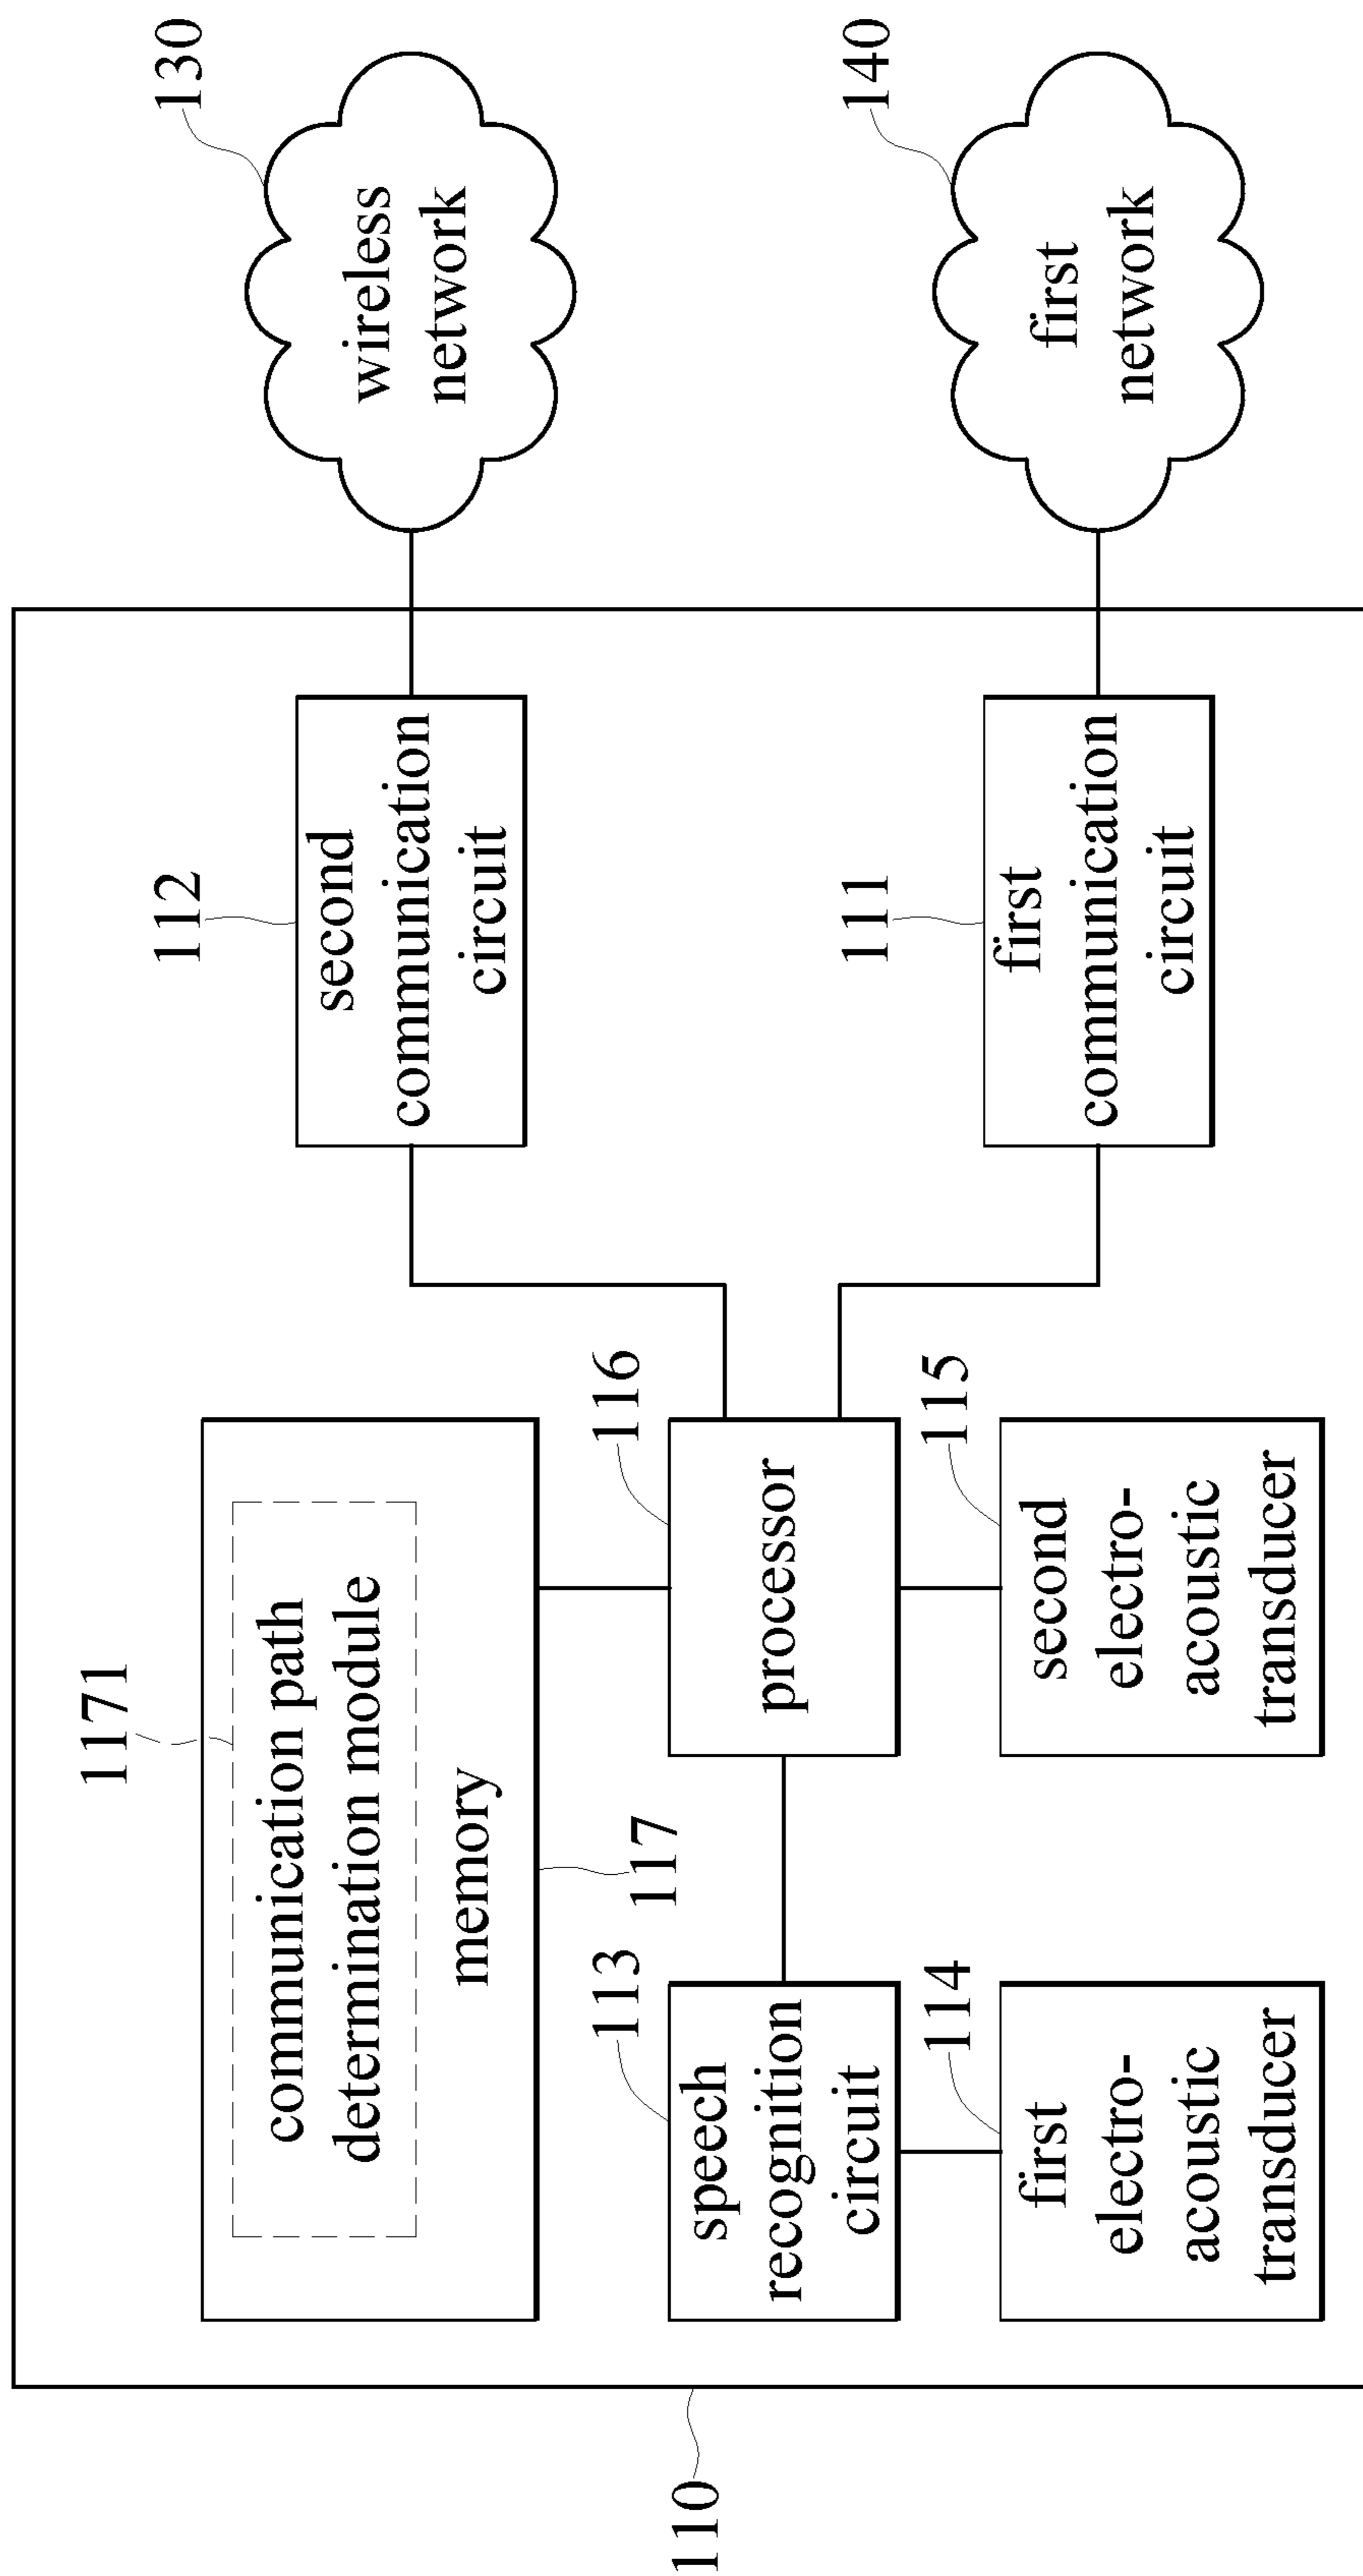 1171
communication path
determination module
memory
117
112
second
communication
circuit
130
wireless
network
110
113
speech
recognition
circuit
116
processor
114
first
electro-
acoustic
transducer
115
second
electro-
acoustic
transducer
111
first
communication
circuit
140
first
network